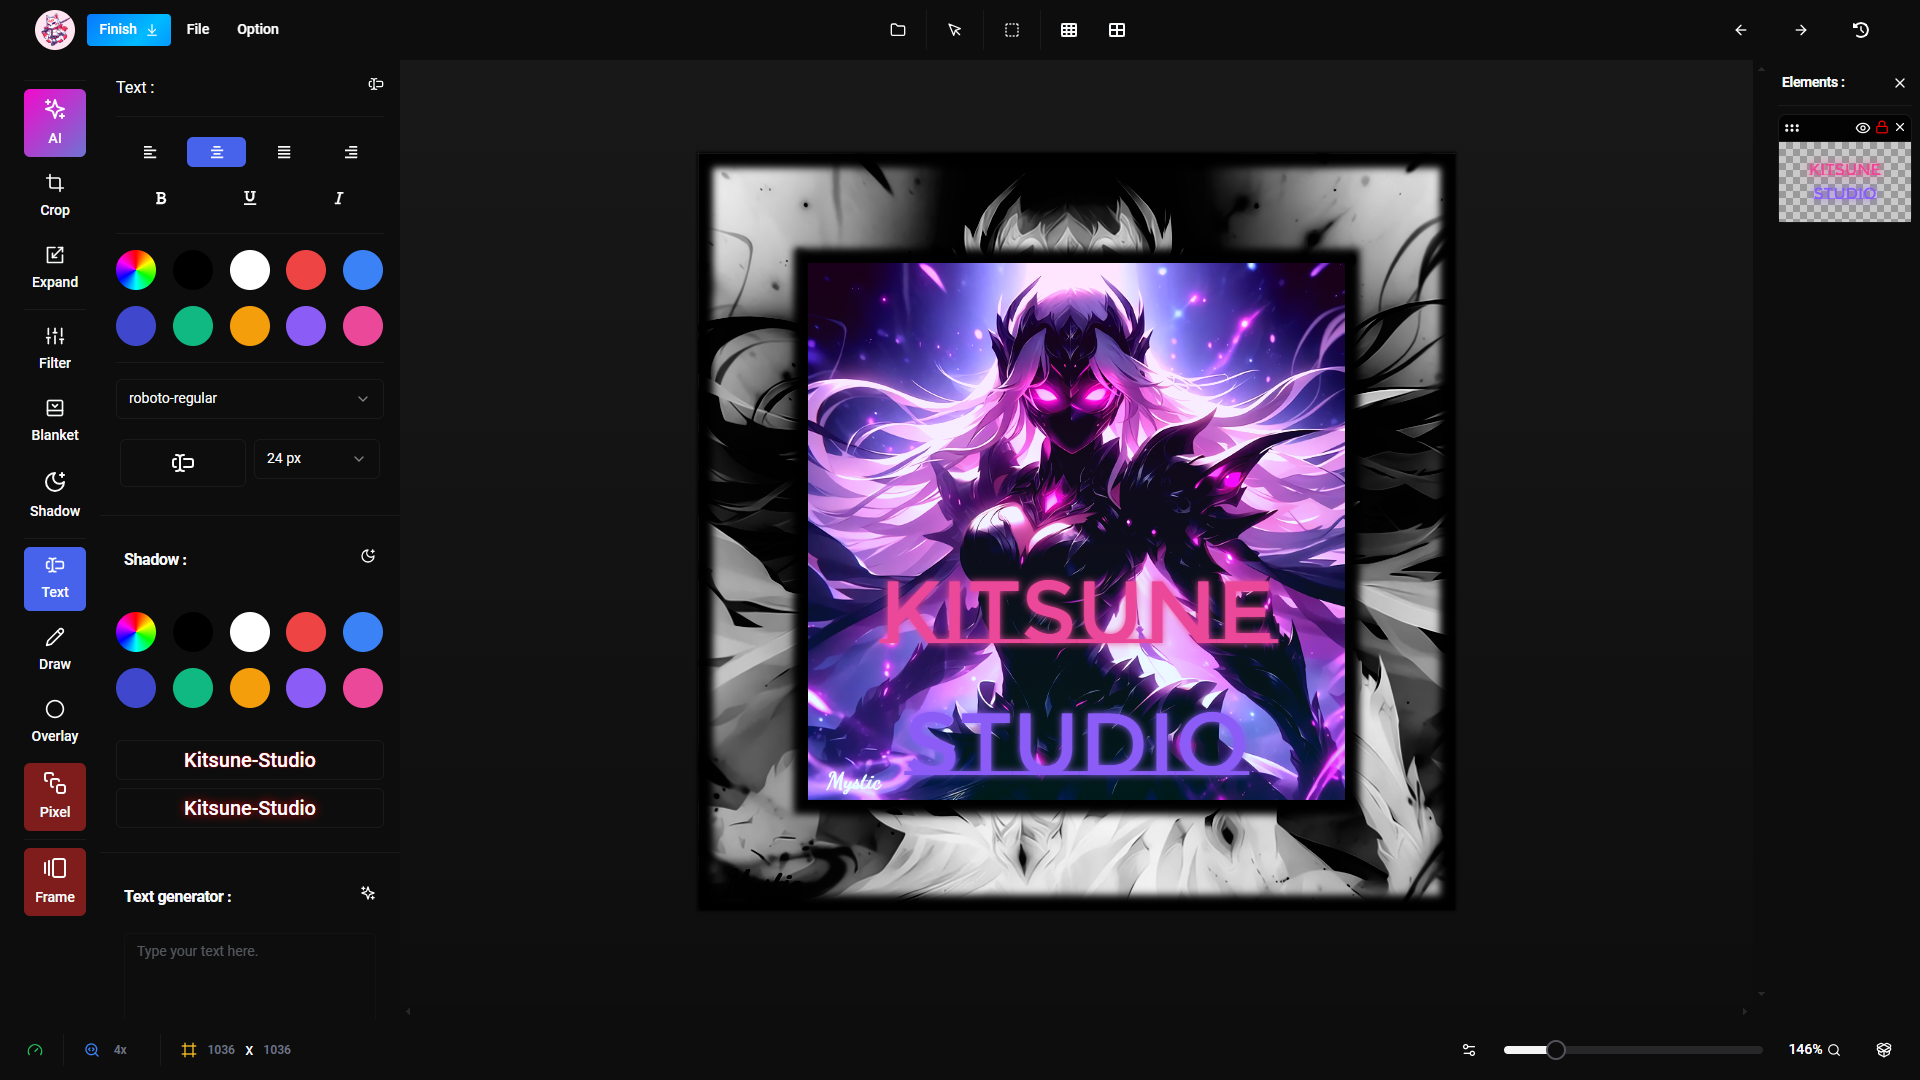 Finish
File
Option
AI
Crop
Expand
Filter
Blanket
Shadow
Text
Draw
Overlay
Pixel
Frame
Text :
B
U
I
roboto-regular
24 px
Shadow :
Kitsune-Studio
Kitsune-Studio
Text generator :
Type your text here.
KITSUNE
STUDIO
Mystic
Elements :
KITSUNE
STUDIO
4x
1036 X 1036
146%